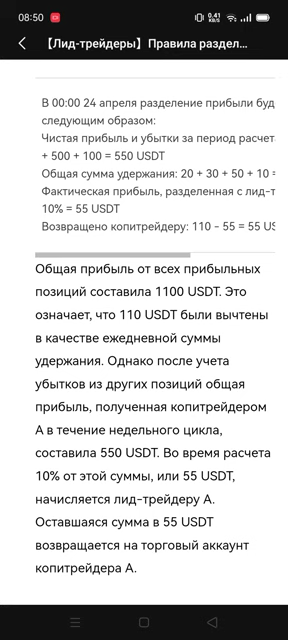 08:50
0.41
KB/S
【Лид-трейдеры】Правила раздел...
В 00:00 24 апреля разделение прибыли буд
следующим образом:
Чистая прибыль и убытки за период расчет
+ 500 + 100 = 550 USDT
Общая сумма удержания: 20 + 30 + 50 + 10 =
Фактическая прибыль, разделенная с лид-т
10% = 55 USDT
Возвращено копитрейдеру: 110 - 55 = 55 US
Общая прибыль от всех прибыльных
позиций составила 1100 USDT. Это
означает, что 110 USDT были вычтены
в качестве ежедневной суммы
удержания. Однако после учета
убытков из других позиций общая
прибыль, полученная копитрейдером
А в течение недельного цикла,
составила 550 USDT. Во время расчета
10% от этой суммы, или 55 USDT,
начисляется лид-трейдеру А.
Оставшаяся сумма в 55 USDT
возвращается на торговый аккаунт
копитрейдера А.